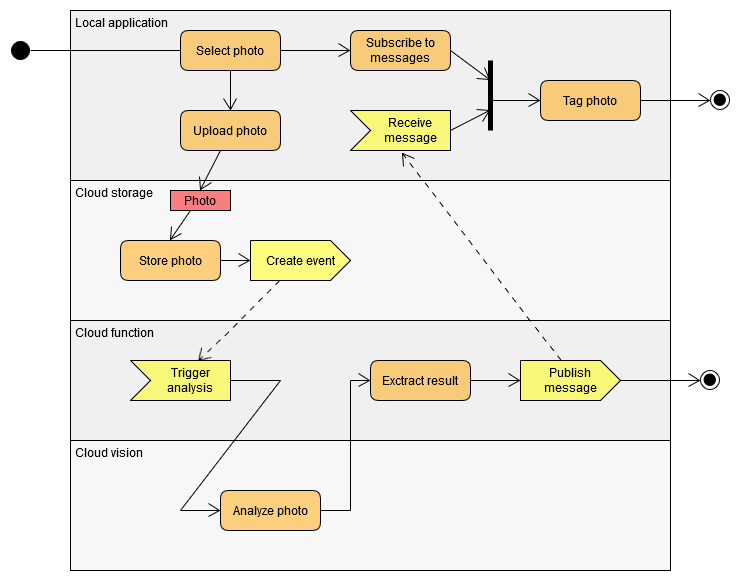 Local application
Select photo
Subscribe to
messages
Upload photo
Receive
message
Tag photo
Cloud storage
Photo
Store photo
Create event
Cloud function
Trigger
analysis
Exctract result
Publish
message
Cloud vision
Analyze photo